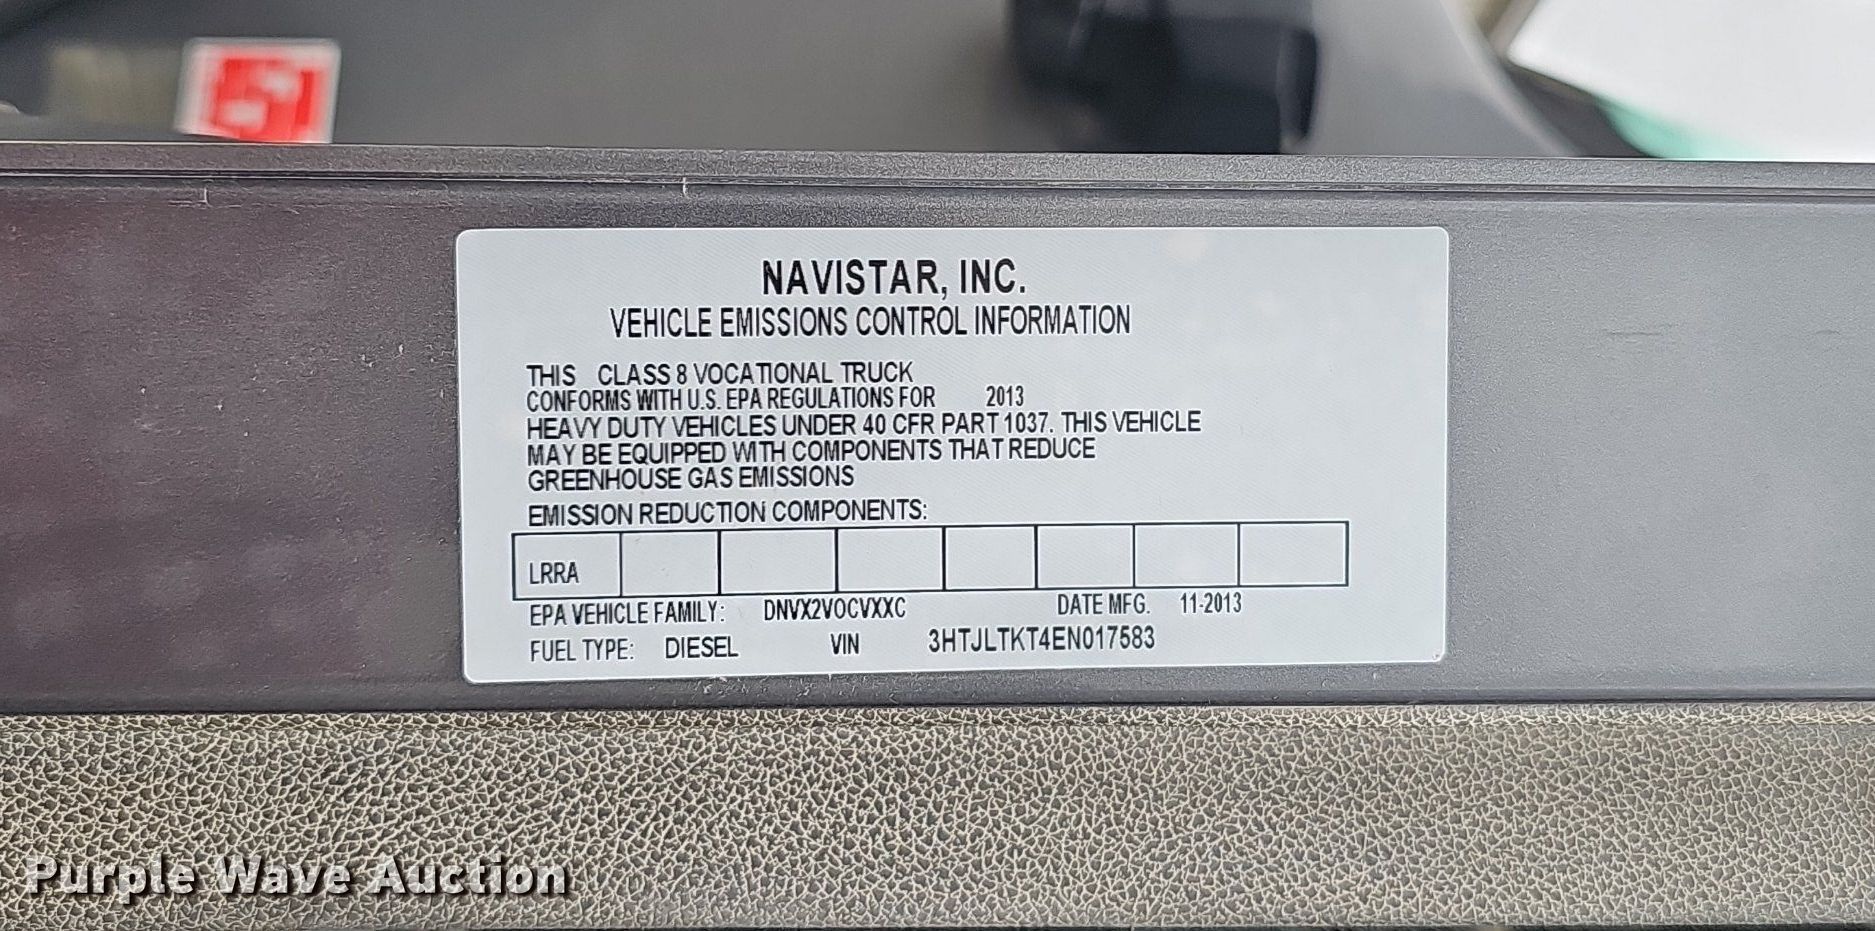 NAVISTAR, INC.
VEHICLE EMISSIONS CONTROL INFORMATION
THIS CLASS 8 VOCATIONAL TRUCK
CONFORMS WITH U.S. EPA REGULATIONS FOR 2013
HEAVY DUTY VEHICLES UNDER 40 CFR PART 1037. THIS VEHICLE
MAY BE EQUIPPED WITH COMPONENTS THAT REDUCE
GREENHOUSE GAS EMISSIONS
EMISSION REDUCTION COMPONENTS:
LRRA
EPA VEHICLE FAMILY: DNVX2VOCVXXC DATE MFG. 11-2013
FUEL TYPE: DIESEL VIN 3HTJLTKT4EN017583
Purple Wave Auction